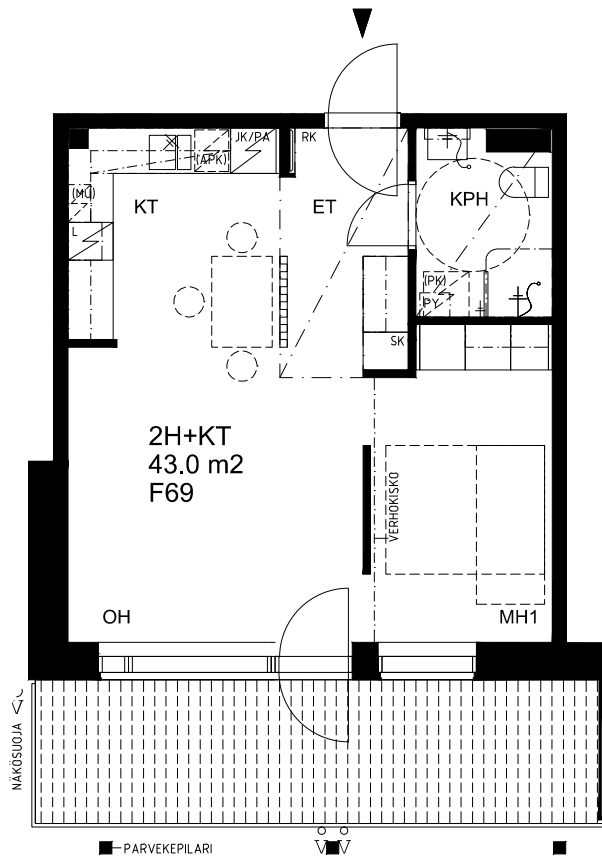 JK/PA
RK
(APK)
(MU)
KT
ET
KPH
L
(PK)
PY
SK
2H+KT
43.0 m2
F69
VERHOKISKO
OH
MH1
NÄKÖSUOJA
PARVEKEPILARI